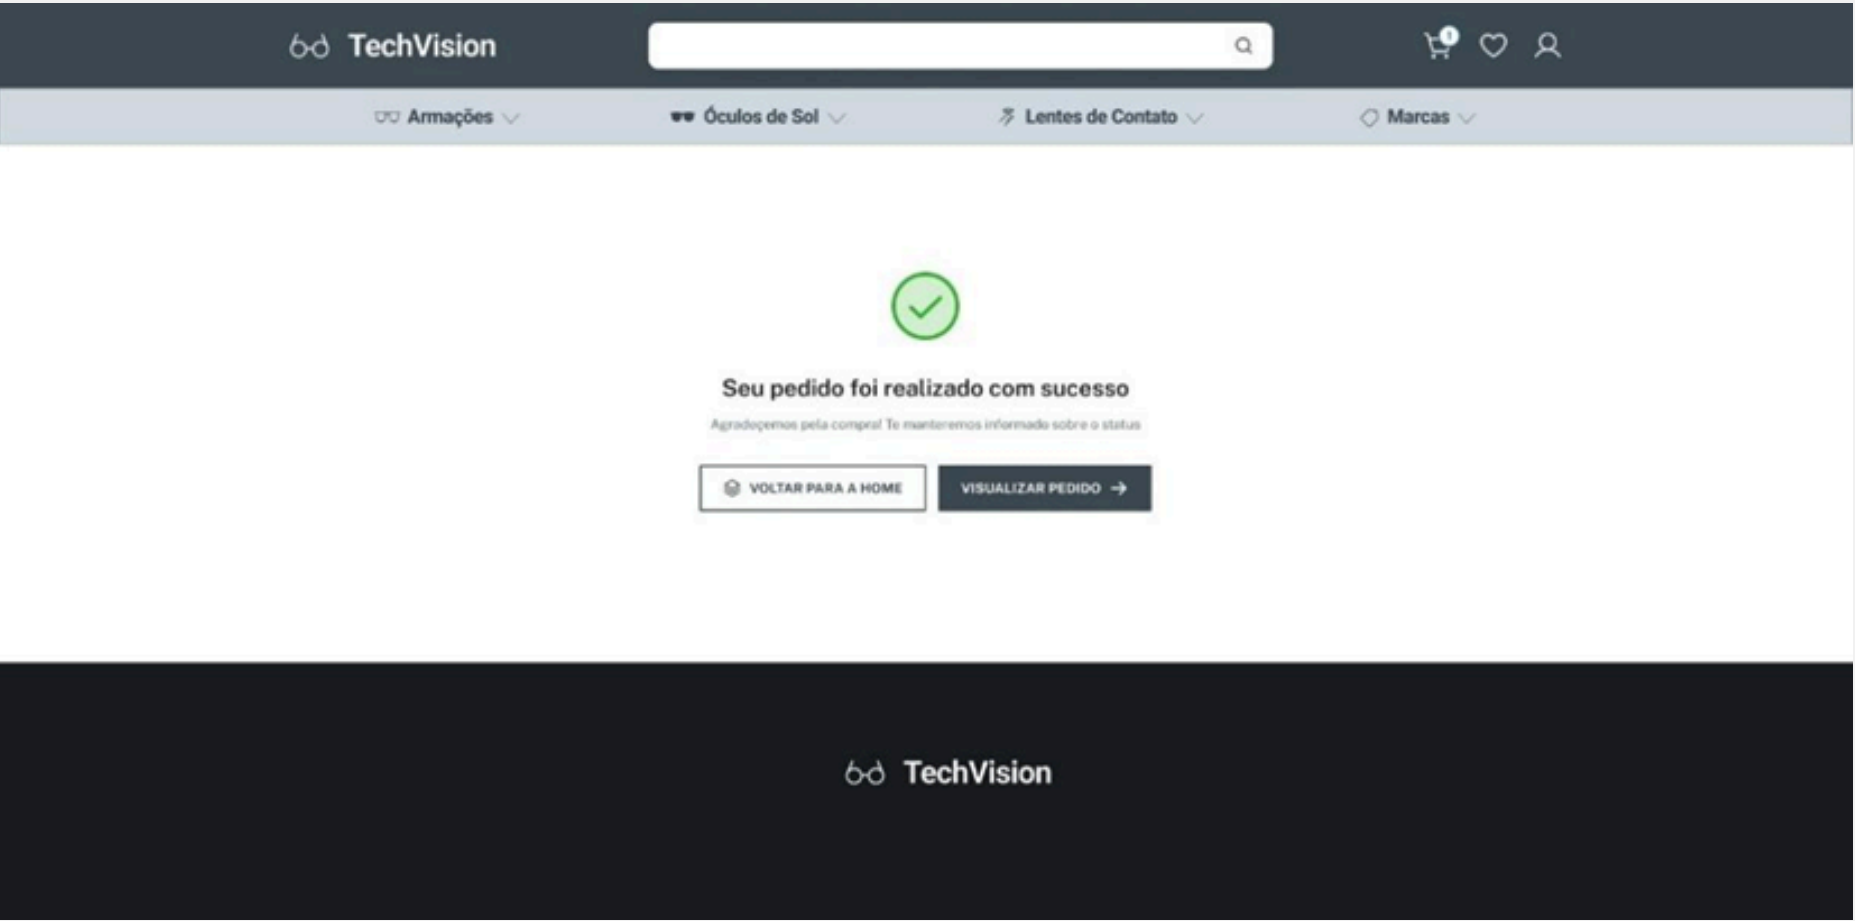 TechVision
1
Armações
Óculos de Sol
Lentes de Contato
Marcas
Seu pedido foi realizado com sucesso
Agradeçemos pela compra! Te manteremos informado sobre o status
VOLTAR PARA A HOME
VISUALIZAR PEDIDO
TechVision